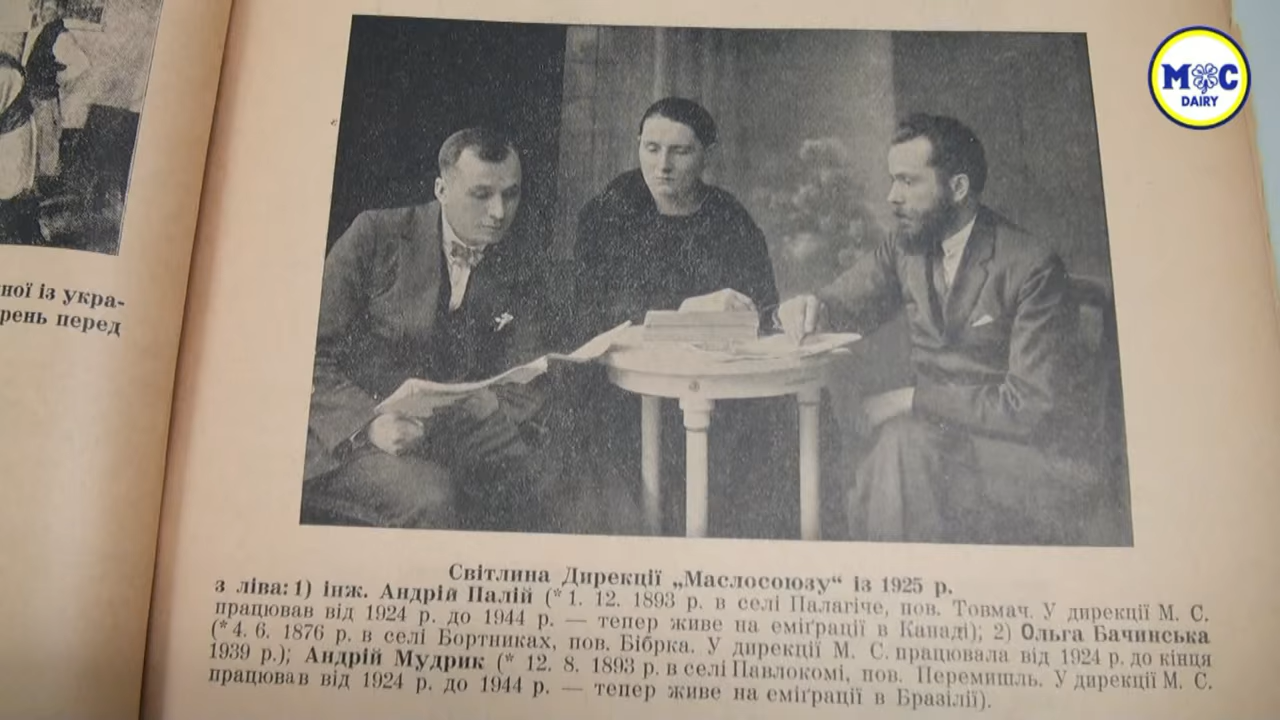 М С
DAIRY
ної із укра-
рень перед
Світлина Дирекції „Маслосоюзу“ із 1925 р.
з ліва: 1) інж. Андрій Палій (*1. 12. 1893 р. в селі Палагіче, пов. Товмач. У дирекції М. С.
працював від 1924 р. до 1944 р. — тепер живе на еміґрації в Канаді); 2) Ольга Бачинська
(*4. 6. 1876 р. в селі Бортниках, пов. Бібрка. У дирекції М. С. працювала від 1924 р. до кінця
1939 р.); Андрій Мудрик (* 12. 8. 1893 р. в селі Павлокомі, пов. Перемишль. У дирекції М. С.
працював від 1924 р. до 1944 р. — тепер живе на еміґрації в Бразілії).